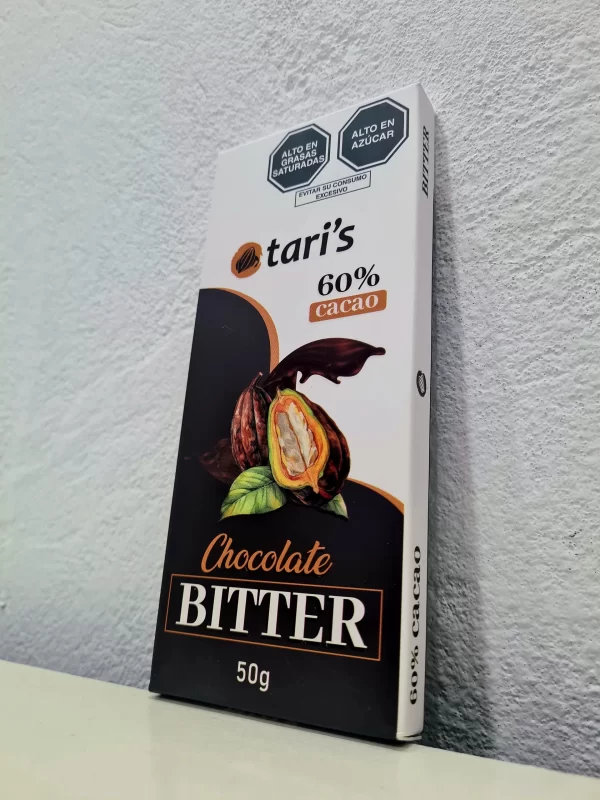 ALTO EN
GRASAS
SATURADAS
ALTO EN
AZÚCAR
EVITAR SU CONSUMO
EXCESIVO
tari's
60%
cacao
Chocolate
BITTER
50g
BITTER
60% cacao